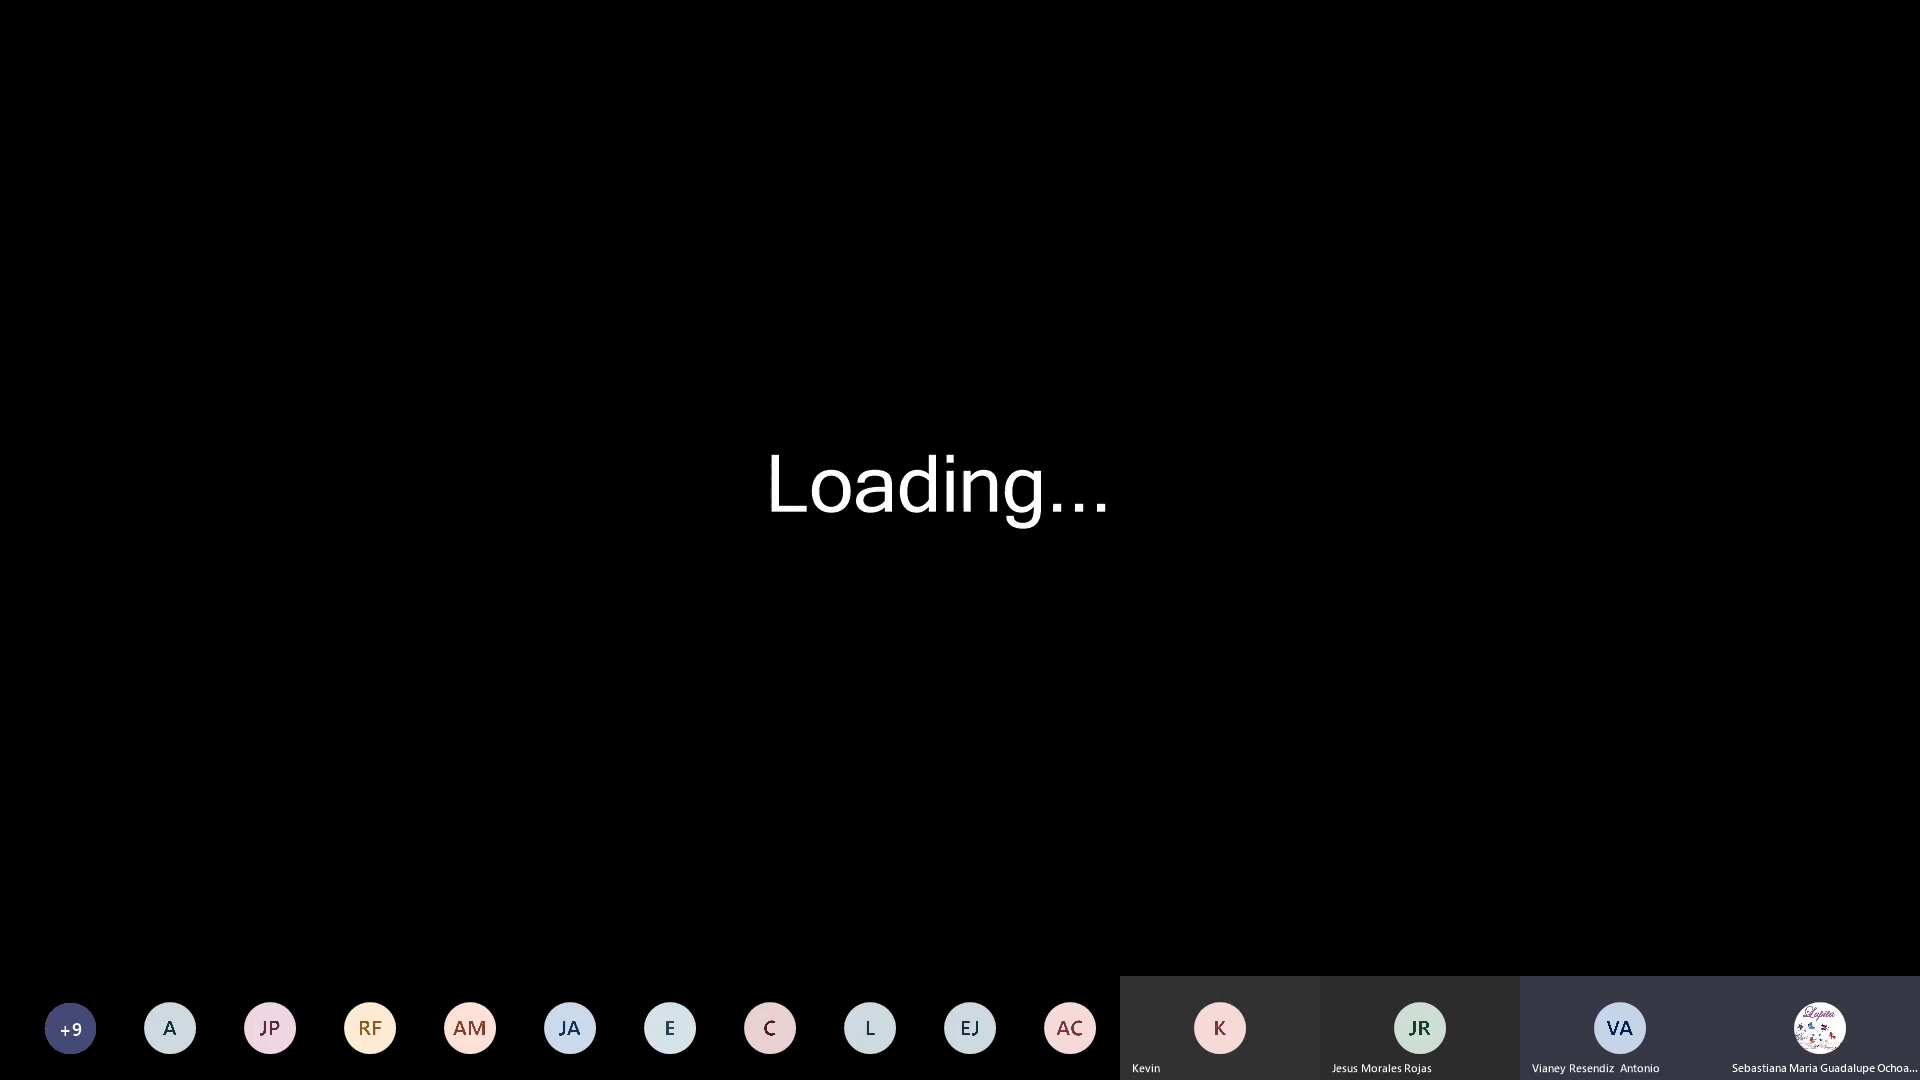 Loading...
+9
A
JP
RF
AM
JA
E
C
L
EJ
AC
K
JR
VA
Lupita
Kevin
Jesus Morales Rojas
Vianey Resendiz Antonio
Sebastiana Maria Guadalupe Ochoa...